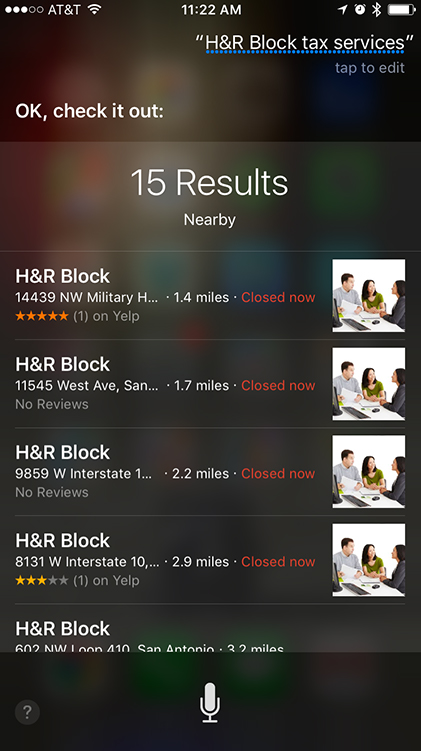 AT&T 11:22 AM
“H&R Block tax services”
tap to edit
OK, check it out:
15 Results
Nearby
H&R Block
14439 NW Military H... · 1.4 miles · Closed now
★★★★★ (1) on Yelp
H&R Block
11545 West Ave, San... · 1.7 miles · Closed now
No Reviews
H&R Block
9859 W Interstate 1... · 2.2 miles · Closed now
No Reviews
H&R Block
8131 W Interstate 10,... · 2.9 miles · Closed now
★★★★★ (1) on Yelp
H&R Block
602 NW Loop 410, San Antonio · 3.2 miles
?